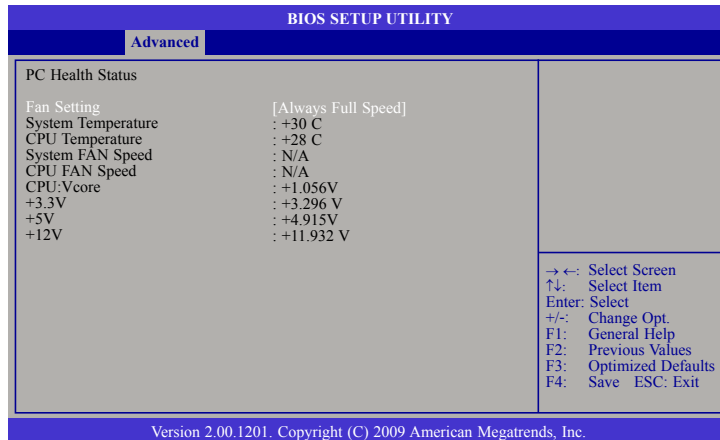 BIOS SETUP UTILITY
Advanced
PC Health Status
Fan Setting [Always Full Speed]
System Temperature : +30 C
CPU Temperature : +28 C
System FAN Speed : N/A
CPU FAN Speed : N/A
CPU:Vcore : +1.056V
+3.3V : +3.296 V
+5V : +4.915V
+12V : +11.932 V
→ ←: Select Screen
↑↓: Select Item
Enter: Select
+/-: Change Opt.
F1: General Help
F2: Previous Values
F3: Optimized Defaults
F4: Save ESC: Exit
Version 2.00.1201. Copyright (C) 2009 American Megatrends, Inc.